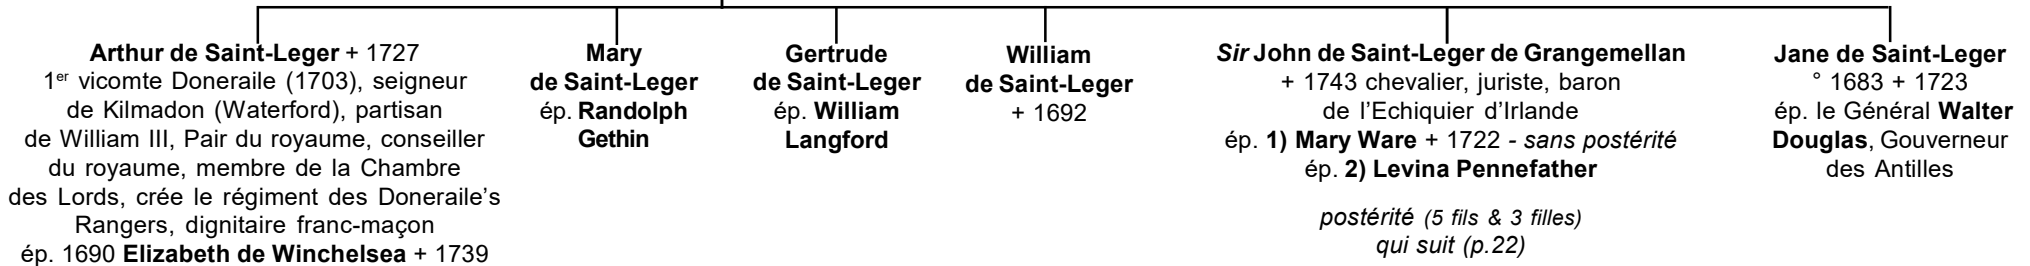 Arthur de Saint-Leger + 1727
1er vicomte Doneraile (1703), seigneur
de Kilmadon (Waterford), partisan
de William III, Pair du royaume, conseiller
du royaume, membre de la Chambre
des Lords, crée le régiment des Doneraile's
Rangers, dignitaire franc-maçon
ép. 1690 Elizabeth de Winchelsea + 1739
Mary
de Saint-Leger
ép. Randolph
Gethin
Gertrude
de Saint-Leger
ép. William
Langford
William
de Saint-Leger
+ 1692
Sir John de Saint-Leger de Grangemellan
+ 1743 chevalier, juriste, baron
de l'Echiquier d'Irlande
ép. 1) Mary Ware + 1722 - sans postérité
ép. 2) Levina Pennefather
postérité (5 fils & 3 filles)
qui suit (p.22)
Jane de Saint-Leger
° 1683 + 1723
ép. le Général Walter
Douglas, Gouverneur
des Antilles